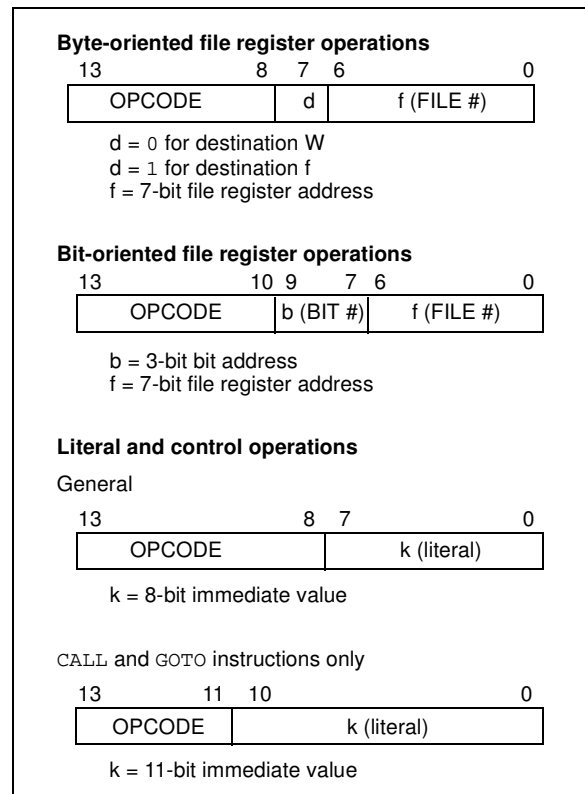 Byte-oriented file register operations
13 8 7 6 0
OPCODE d f (FILE #)
d = 0 for destination W
d = 1 for destination f
f = 7-bit file register address
Bit-oriented file register operations
13 10 9 7 6 0
OPCODE b (BIT #) f (FILE #)
b = 3-bit bit address
f = 7-bit file register address
Literal and control operations
General
13 8 7 0
OPCODE k (literal)
k = 8-bit immediate value
CALL and GOTO instructions only
13 11 10 0
OPCODE k (literal)
k = 11-bit immediate value